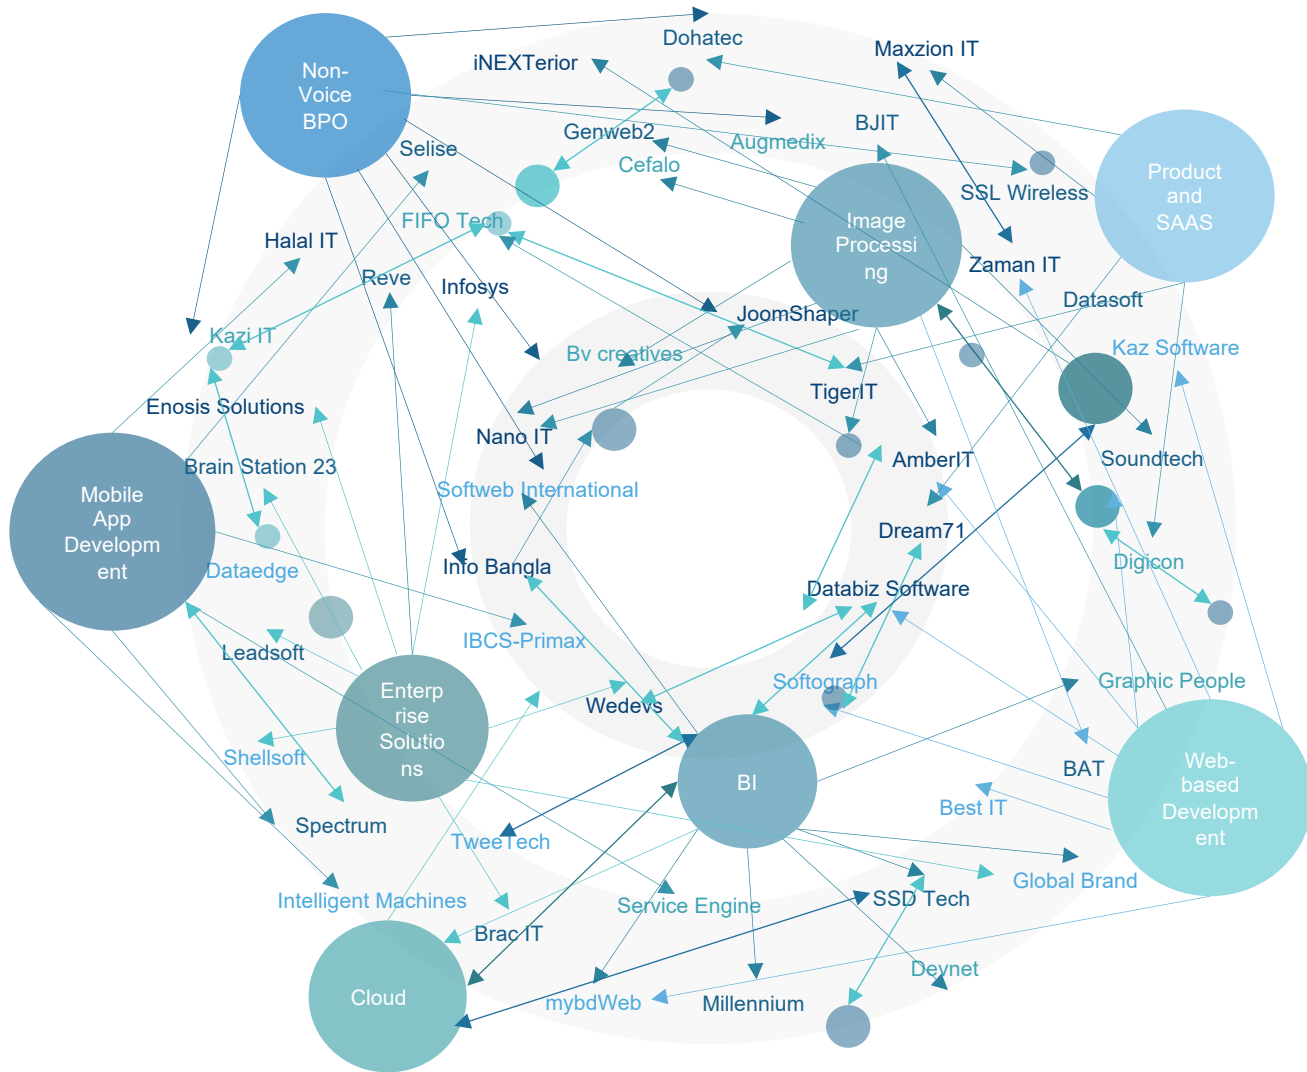 Dohatec
Maxzion IT
iNEXTerior
Non-
Voice
BPO
BJIT
Genweb2
Augmedix
Selise
Cefalo
Product
and
SAAS
SSL Wireless
FIFO Tech
Image
Processi
ng
Halal IT
Zaman IT
Reve
Infosys
Datasoft
JoomShaper
Kazi IT
Kaz Software
Bv creatives
TigerIT
Enosis Solutions
Nano IT
AmberIT
Soundtech
Brain Station 23
Softweb International
Mobile
App
Developm
ent
Dream71
Digicon
Dataedge
Info Bangla
Databiz Software
IBCS-Primax
Leadsoft
Softograph
Graphic People
Enterp
rise
Solutio
ns
Wedevs
Shellsoft
BAT
Web-
based
Developm
ent
BI
Best IT
Spectrum
TweeTech
Global Brand
Intelligent Machines
Service Engine
SSD Tech
Brac IT
Devnet
Cloud
mybdWeb
Millennium